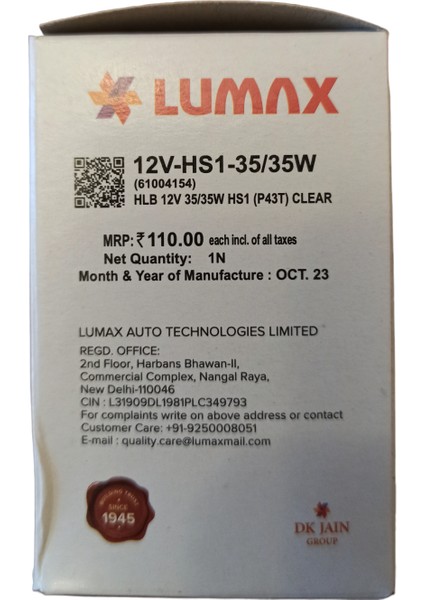 LUMAX
12V-HS1-35/35W
(61004154)
HLB 12V 35/35W HS1 (P43T) CLEAR
MRP: ₹ 110.00 each incl. of all taxes
Net Quantity: 1N
Month & Year of Manufacture : OCT. 23
LUMAX AUTO TECHNOLOGIES LIMITED
REGD. OFFICE:
2nd Floor, Harbans Bhawan-II,
Commercial Complex, Nangal Raya,
New Delhi-110046
CIN : L31909DL1981PLC349793
For complaints write on above address or contact
Customer Care: +91-9250008051
E-mail : quality.care@lumaxmail.com
BUILDING TRUST
SINCE
1945
DK JAIN
GROUP